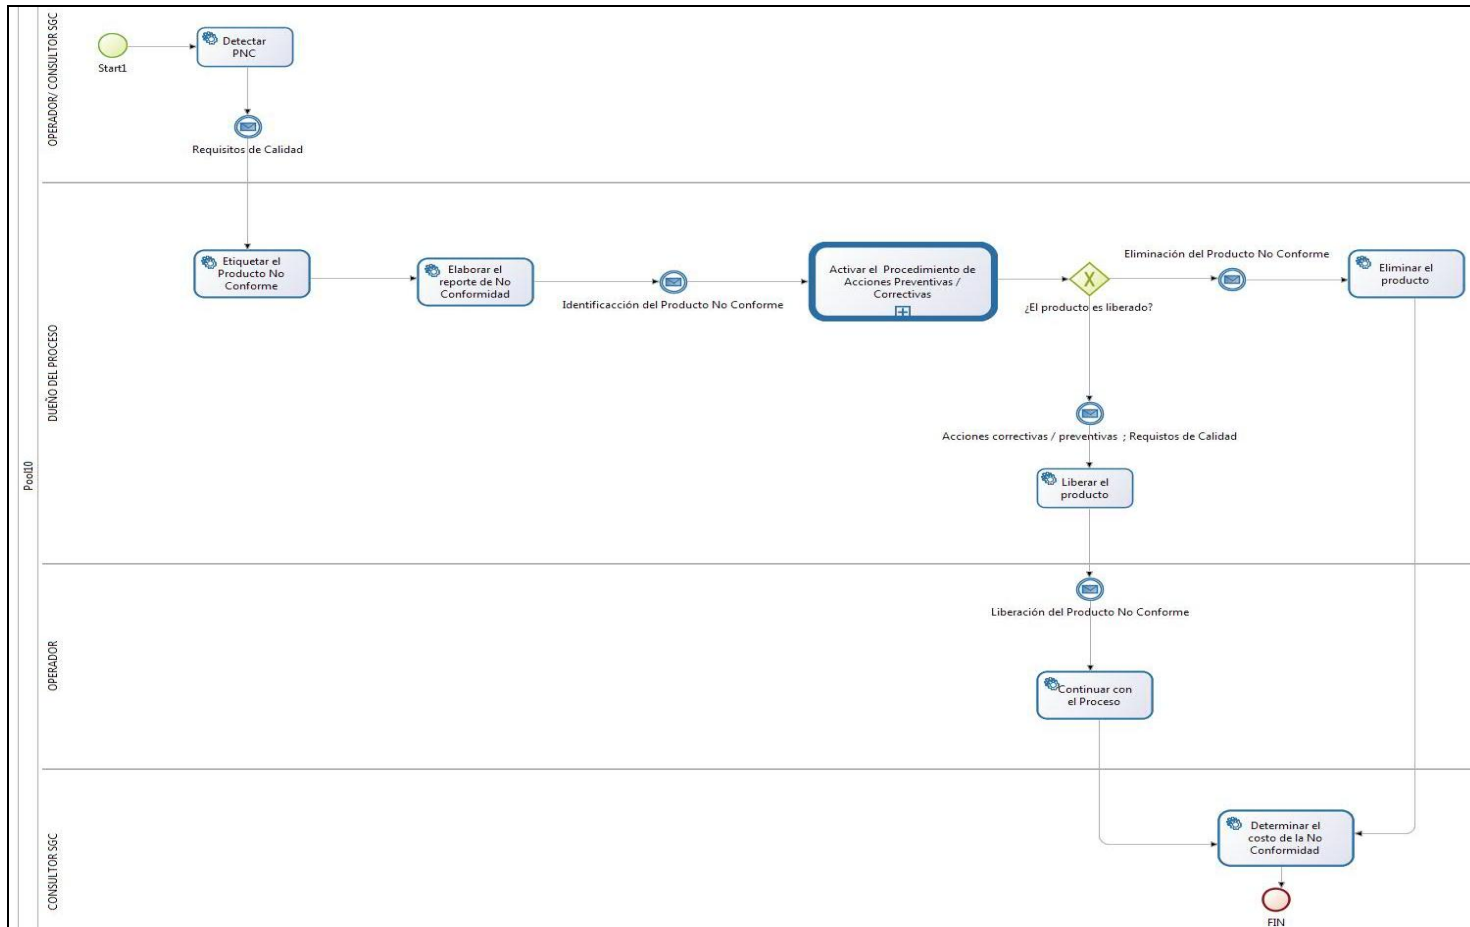 OPERADOR/ CONSULTOR SGC
Start1
Detectar
PNC
Requisitos de Calidad
Pool10
DUEÑO DEL PROCESO
Etiquetar el
Producto No
Conforme
Elaborar el
reporte de No
Conformidad
Identificacción del Producto No Conforme
Activar el Procedimiento de
Acciones Preventivas /
Correctivas
¿El producto es liberado?
Eliminación del Producto No Conforme
Eliminar el
producto
Acciones correctivas / preventivas ; Requistos de Calidad
Liberar el
producto
OPERADOR
Liberación del Producto No Conforme
Continuar con
el Proceso
CONSULTOR SGC
Determinar el
costo de la No
Conformidad
FIN